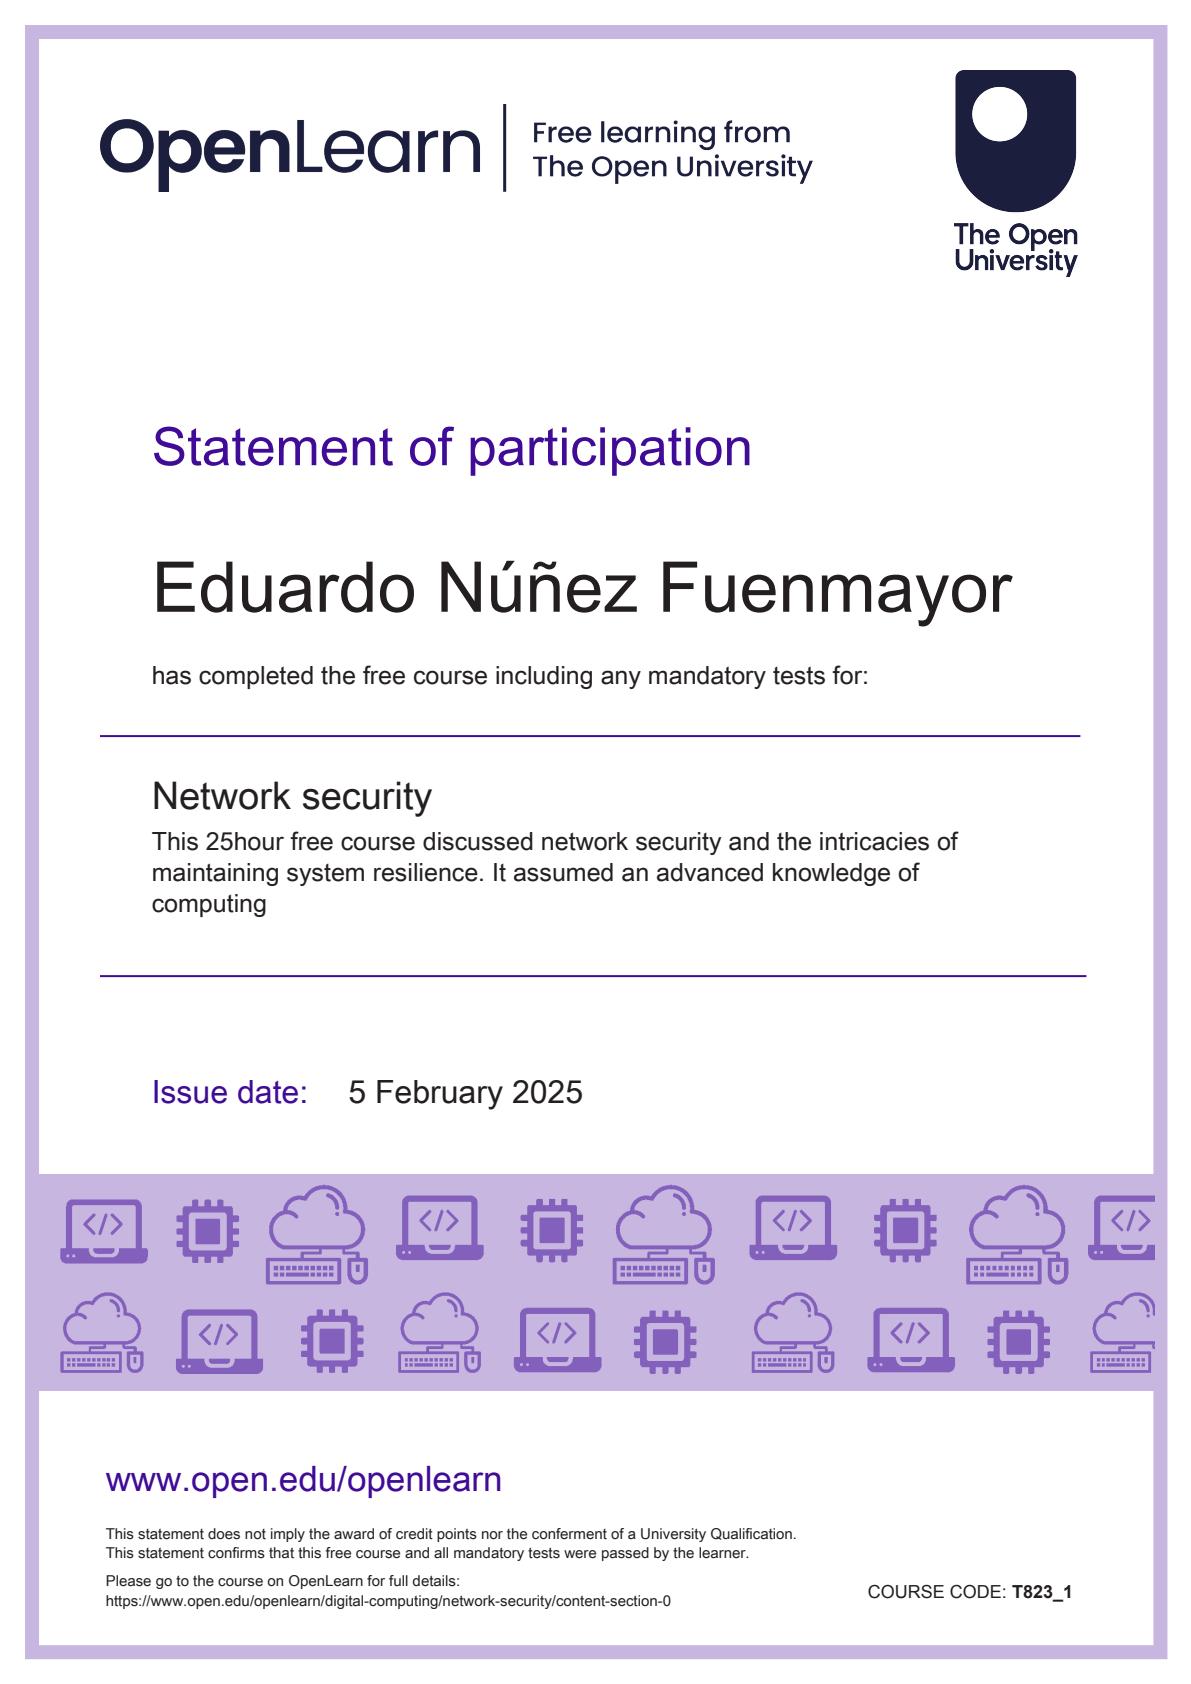 OpenLearn
Free learning from
The Open University
The Open
University
Statement of participation
Eduardo Núñez Fuenmayor
has completed the free course including any mandatory tests for:
Network security
This 25hour free course discussed network security and the intricacies of
maintaining system resilience. It assumed an advanced knowledge of
computing
Issue date: 5 February 2025
www.open.edu/openlearn
This statement does not imply the award of credit points nor the conferment of a University Qualification.
This statement confirms that this free course and all mandatory tests were passed by the learner.
Please go to the course on OpenLearn for full details:
https://www.open.edu/openlearn/digital-computing/network-security/content-section-0
COURSE CODE: T823_1